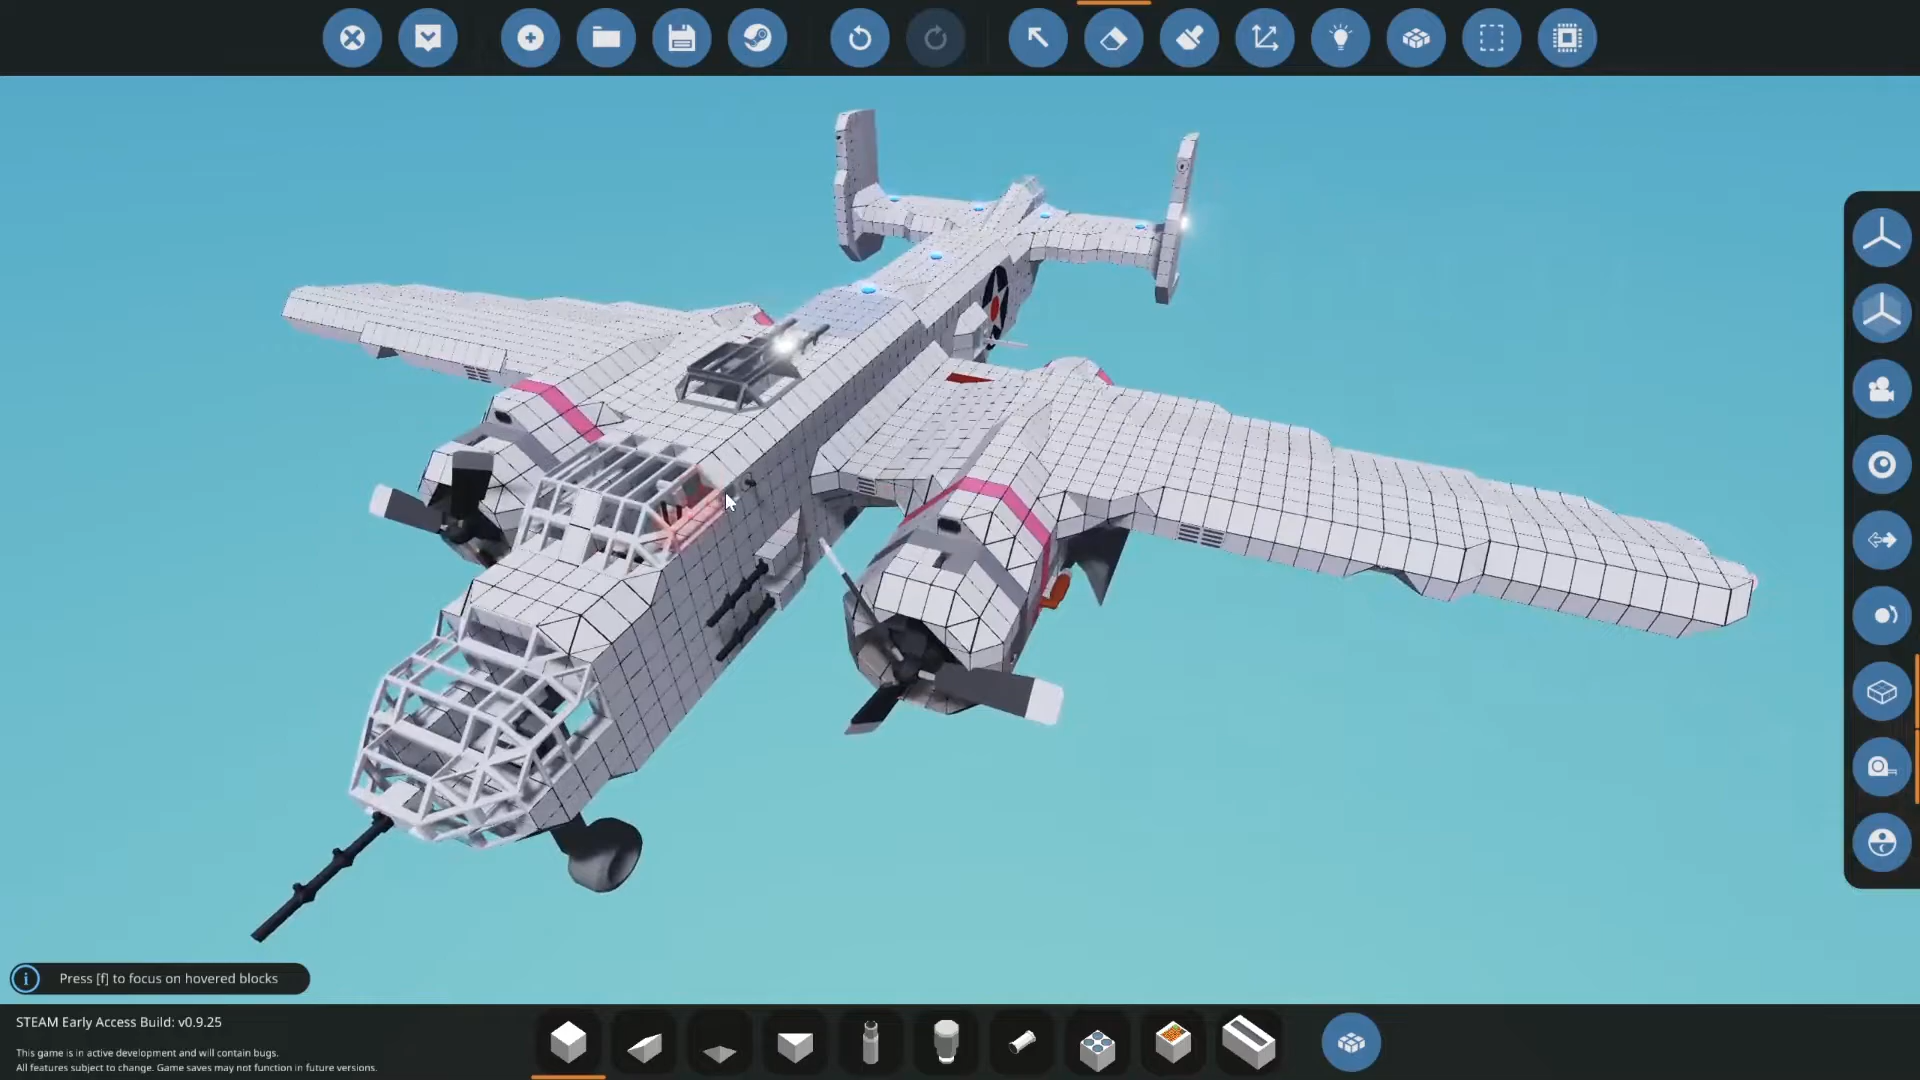 Press [f] to focus on hovered blocks
STEAM Early Access Build: v0.9.25
This game is in active development and will contain bugs.
All features subject to change. Game saves may not function in future versions.